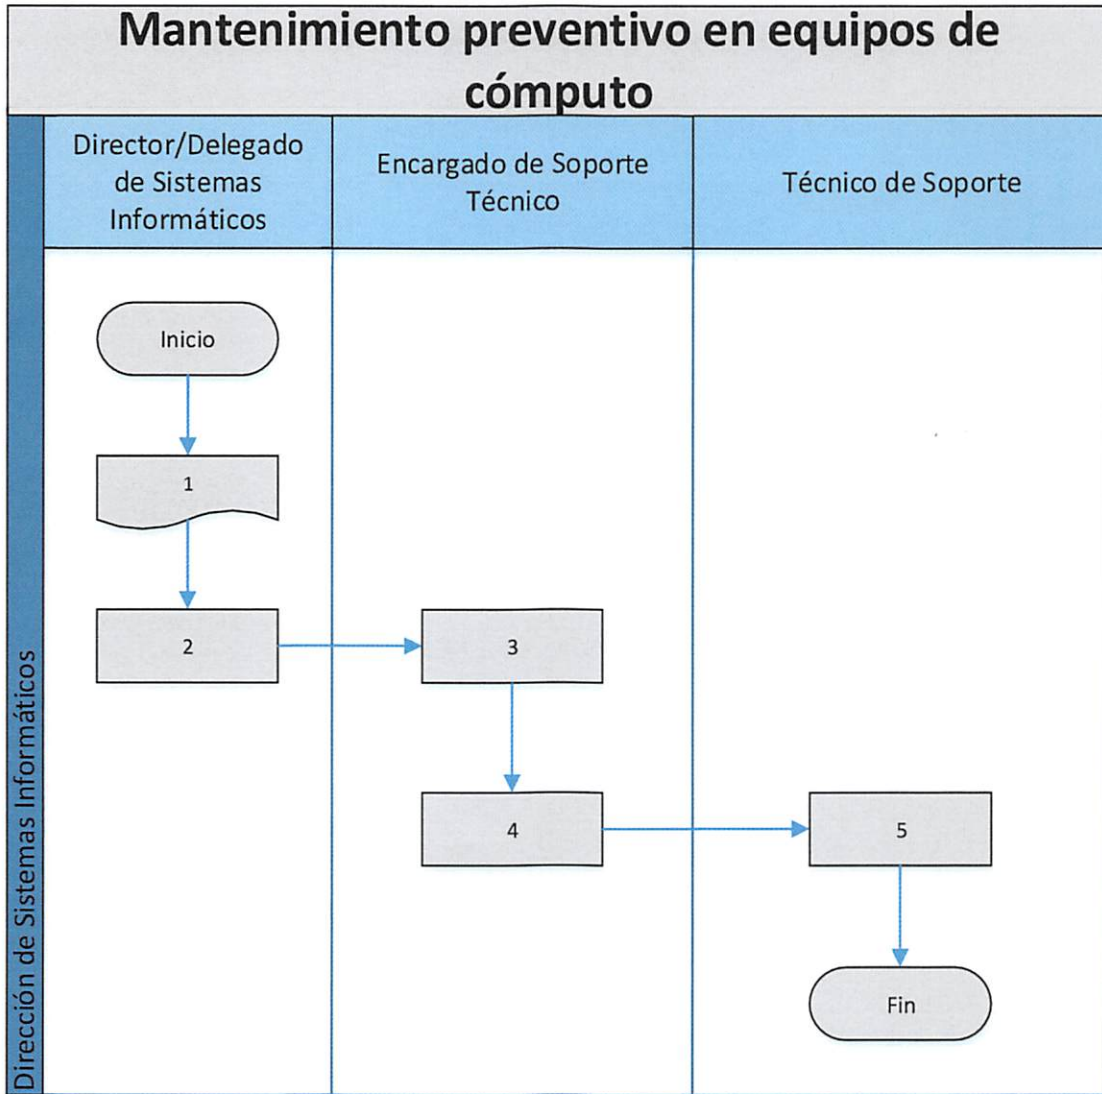 Mantenimiento preventivo en equipos de
cómputo
Director/Delegado
de Sistemas
Informáticos
Encargado de Soporte
Técnico
Técnico de Soporte
Dirección de Sistemas Informáticos
Inicio
1
2
3
4
5
Fin